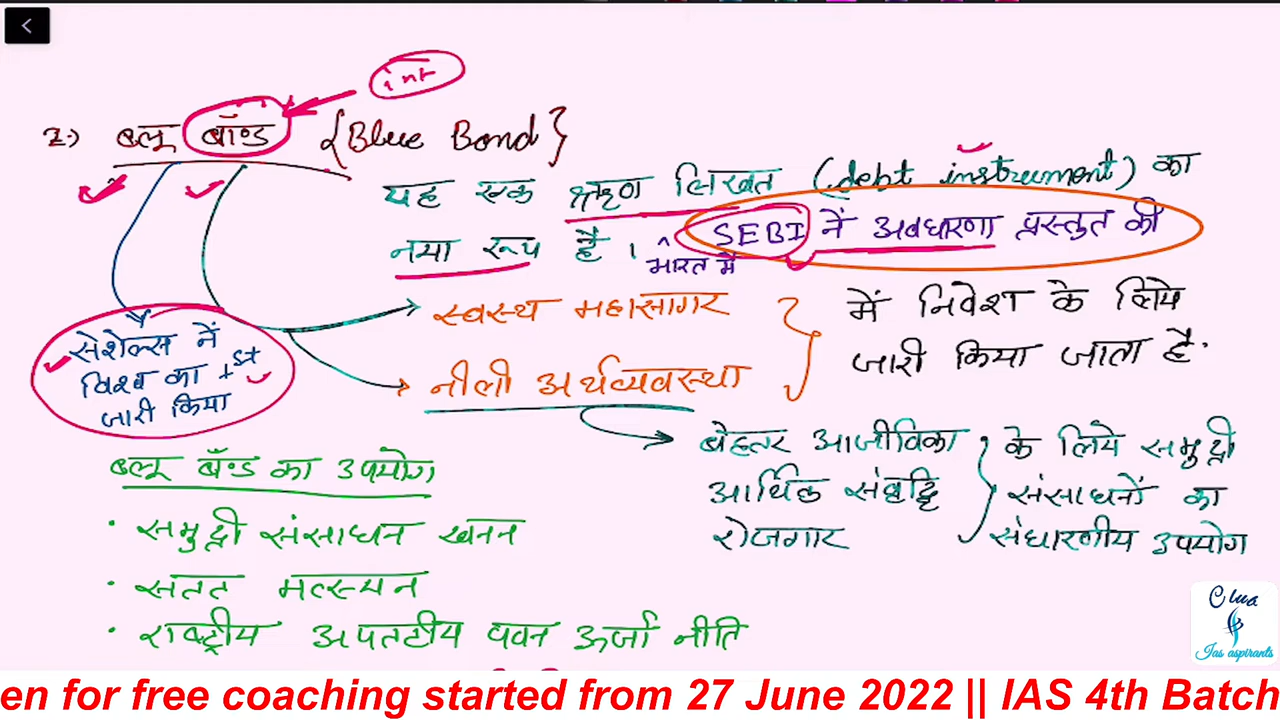 int
2.) ब्लू बॉण्ड {Blue Bond}
यह एक ऋण लिखत (debt instrument) का
नया रूप है । भारत में SEBI नें अवधारणा प्रस्तुत की
स्वस्थ महासागर
नीली अर्थव्यवस्था
में निवेश के लिये
जारी किया जाता है.
सेशेल्स नें
विश्व का 1st
जारी किया
बेहतर आजीविका
आर्थिक संवृद्धि
रोजगार
के लिये समुद्री
संसाधनों का
संधारणीय उपयोग
ब्लू बॉण्ड का उपयोग
· समुद्री संसाधन खनन
· सतत मत्स्यन
· राष्ट्रीय अपतटीय पवन ऊर्जा नीति
Clue
Ias aspirants
en for free coaching started from 27 June 2022 || IAS 4th Batch